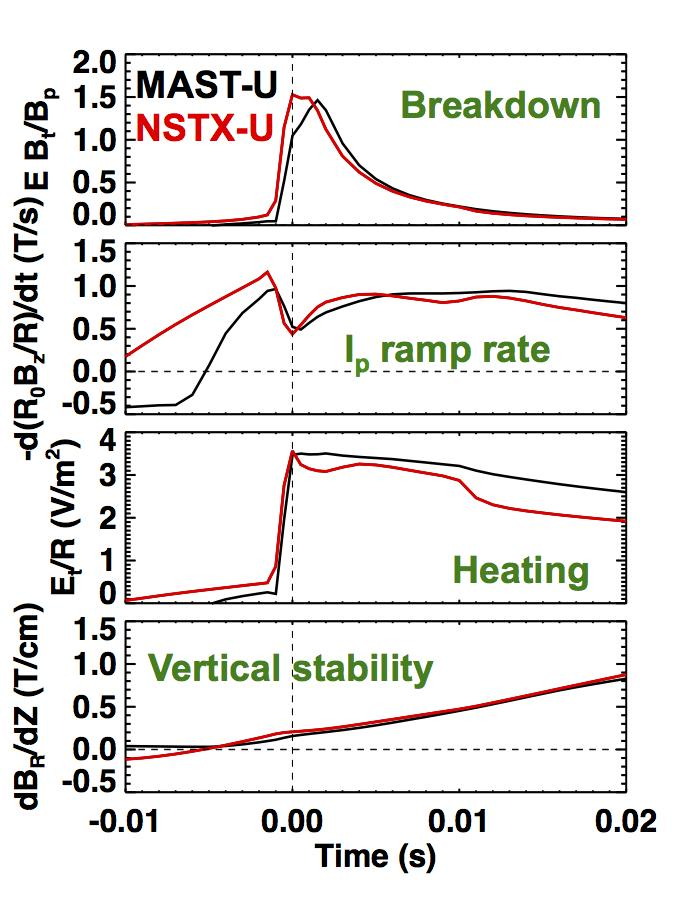 2.0
1.5
1.0
0.5
0.0
E Bt/Bp
MAST-U
NSTX-U
Breakdown
1.5
1.0
0.5
0.0
-0.5
-d(R0Bz/R)/dt (T/s)
Ip ramp rate
4
3
2
1
0
Et/R (V/m2)
Heating
1.5
1.0
0.5
0.0
-0.5
dBR/dZ (T/cm)
Vertical stability
-0.01 0.00 0.01 0.02
Time (s)